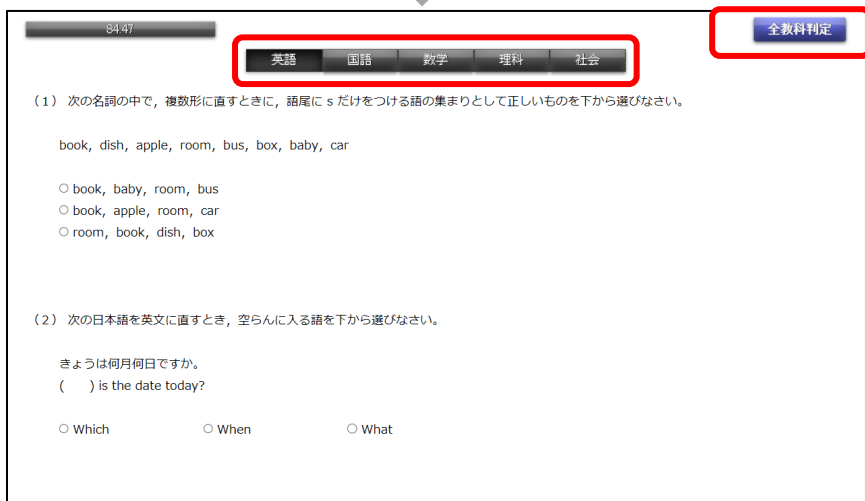 84:47
全教科判定
英語 国語 数学 理科 社会
(1) 次の名詞の中で，複数形に直すときに，語尾に s だけをつける語の集まりとして正しいものを下から選びなさい。
book, dish, apple, room, bus, box, baby, car
book, baby, room, bus
book, apple, room, car
room, book, dish, box
(2) 次の日本語を英文に直すとき，空らんに入る語を下から選びなさい。
きょうは何月何日ですか。
(　　) is the date today?
Which When What